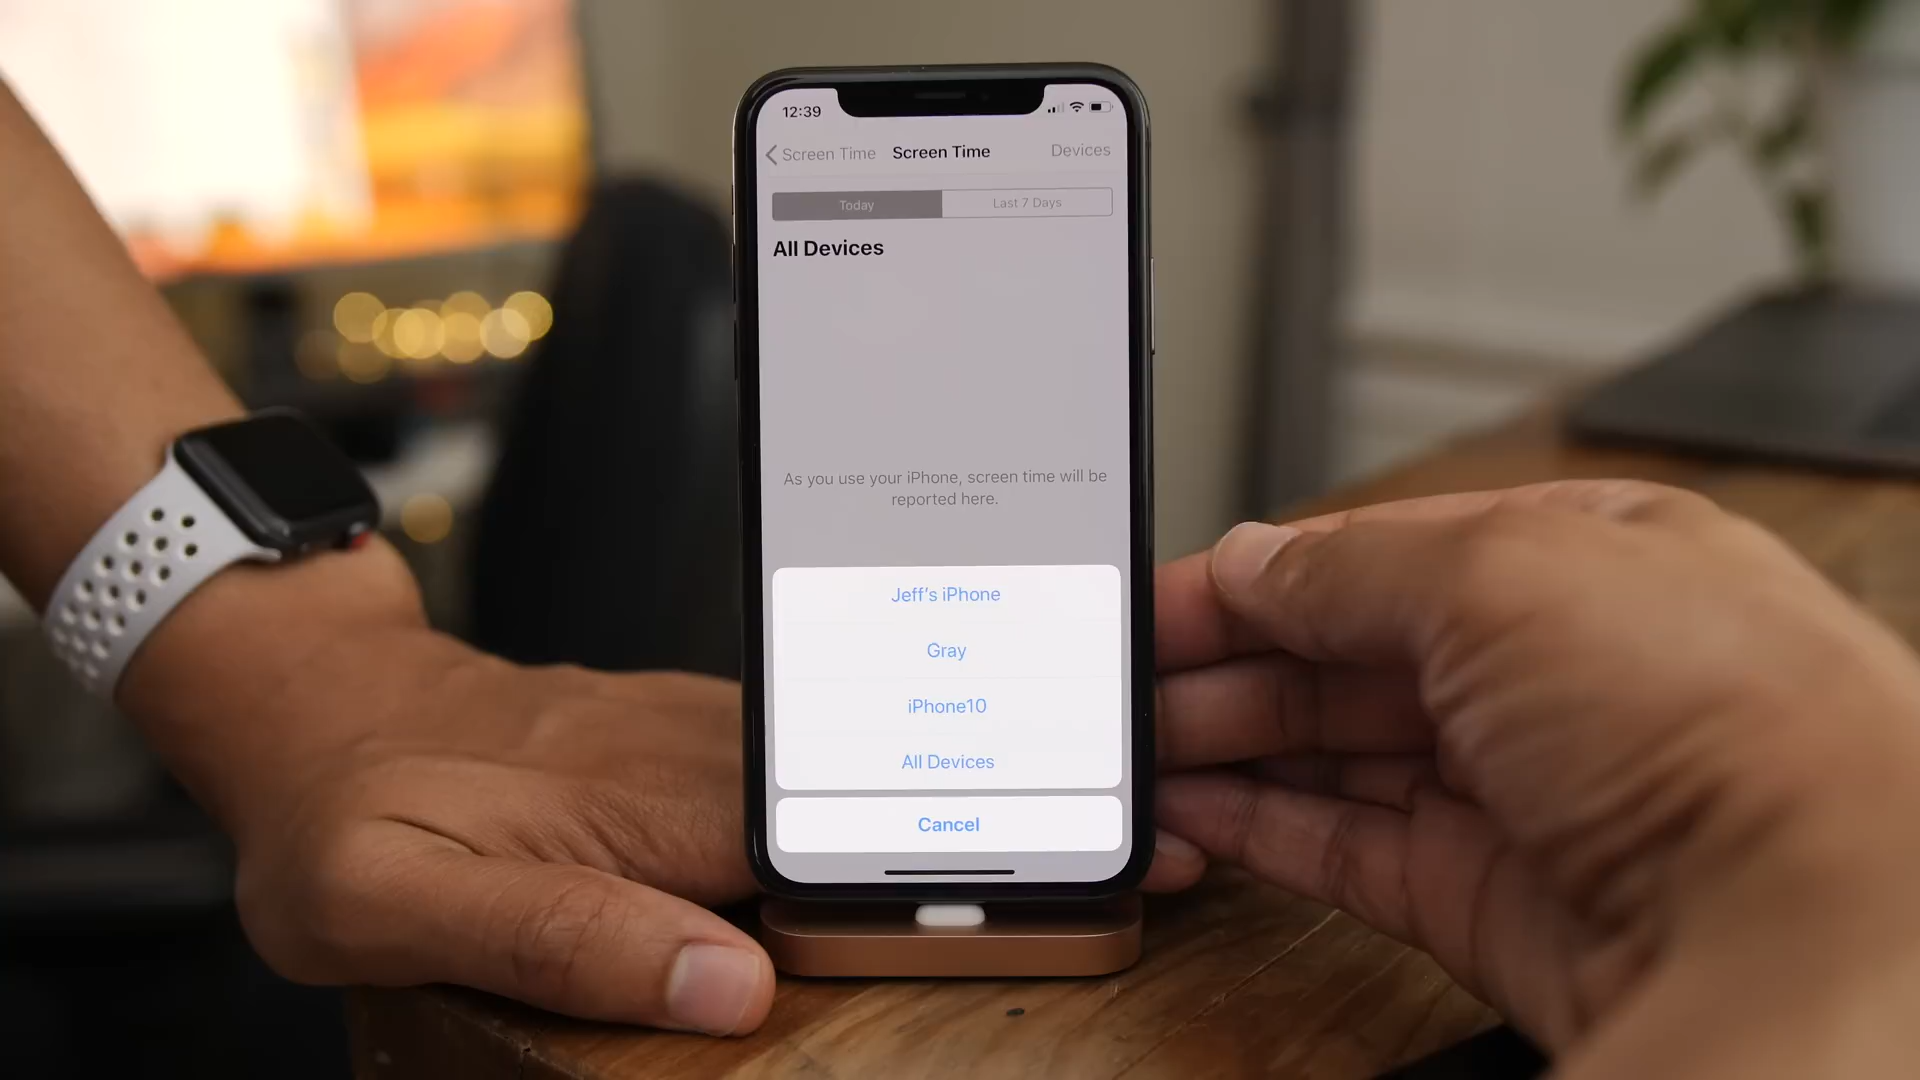 12:39
Screen Time
Screen Time
Devices
Today
Last 7 Days
All Devices
As you use your iPhone, screen time will be
reported here.
Jeff's iPhone
Gray
iPhone10
All Devices
Cancel